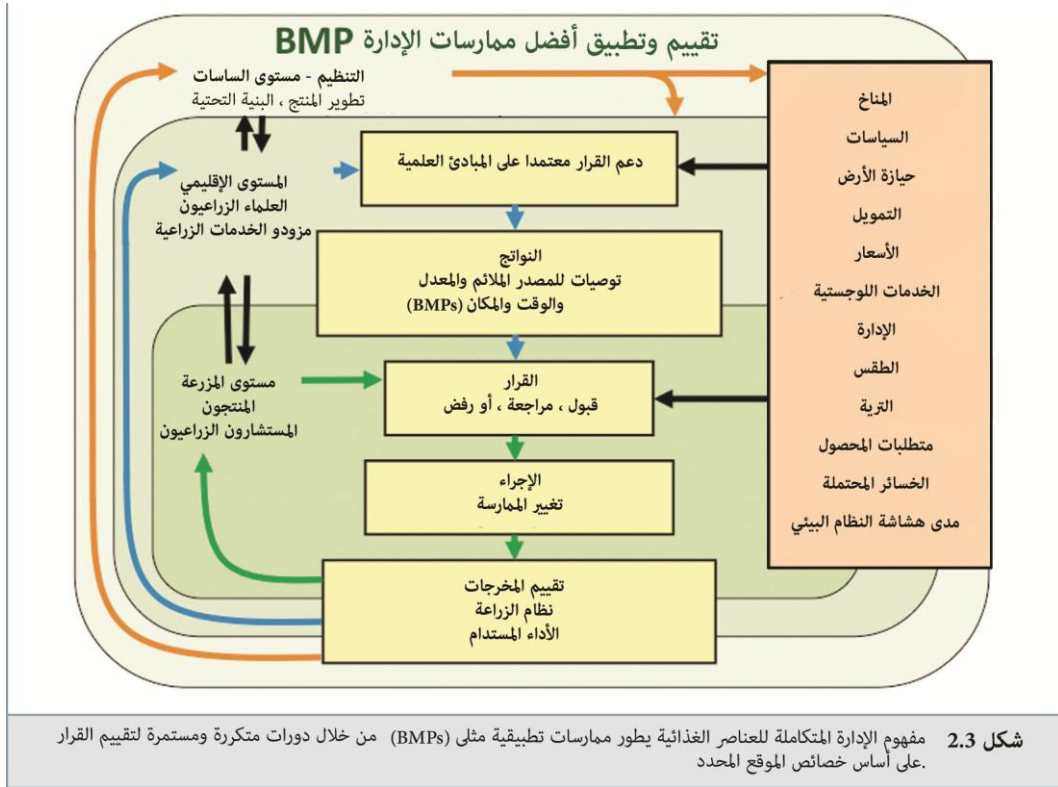 تقييم وتطبيق أفضل ممارسات الإدارة BMP
التنظيم - مستوى الساسات
تطوير المنتج ، البنية التحتية
المستوى الإقليمي
العلماء الزراعيون
مزودو الخدمات الزراعية
مستوى المزرعة
المنتجون
المستشارون الزراعيون
دعم القرار معتمدا على المبادئ العلمية
النواتج
توصيات للمصدر الملائم والمعدل
والوقت والمكان (BMPs)
القرار
قبول ، مراجعة ، أو رفض
الإجراء
تغيير الممارسة
تقييم المخرجات
نظام الزراعة
الأداء المستدام
المناخ
السياسات
حيازة الأرض
التمويل
الأسعار
الخدمات اللوجستية
الإدارة
الطقس
التربة
متطلبات المحصول
الخسائر المحتملة
مدى هشاشة النظام البيئي
شكل 2.3 مفهوم الإدارة المتكاملة للعناصر الغذائية يطور ممارسات تطبيقية مثلى (BMPs) من خلال دورات متكررة ومستمرة لتقييم القرار
.على أساس خصائص الموقع المحدد